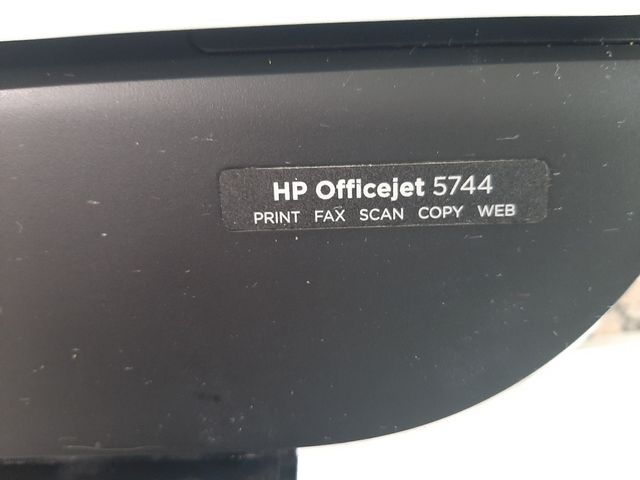 HP Officejet 5744
PRINT FAX SCAN COPY WEB